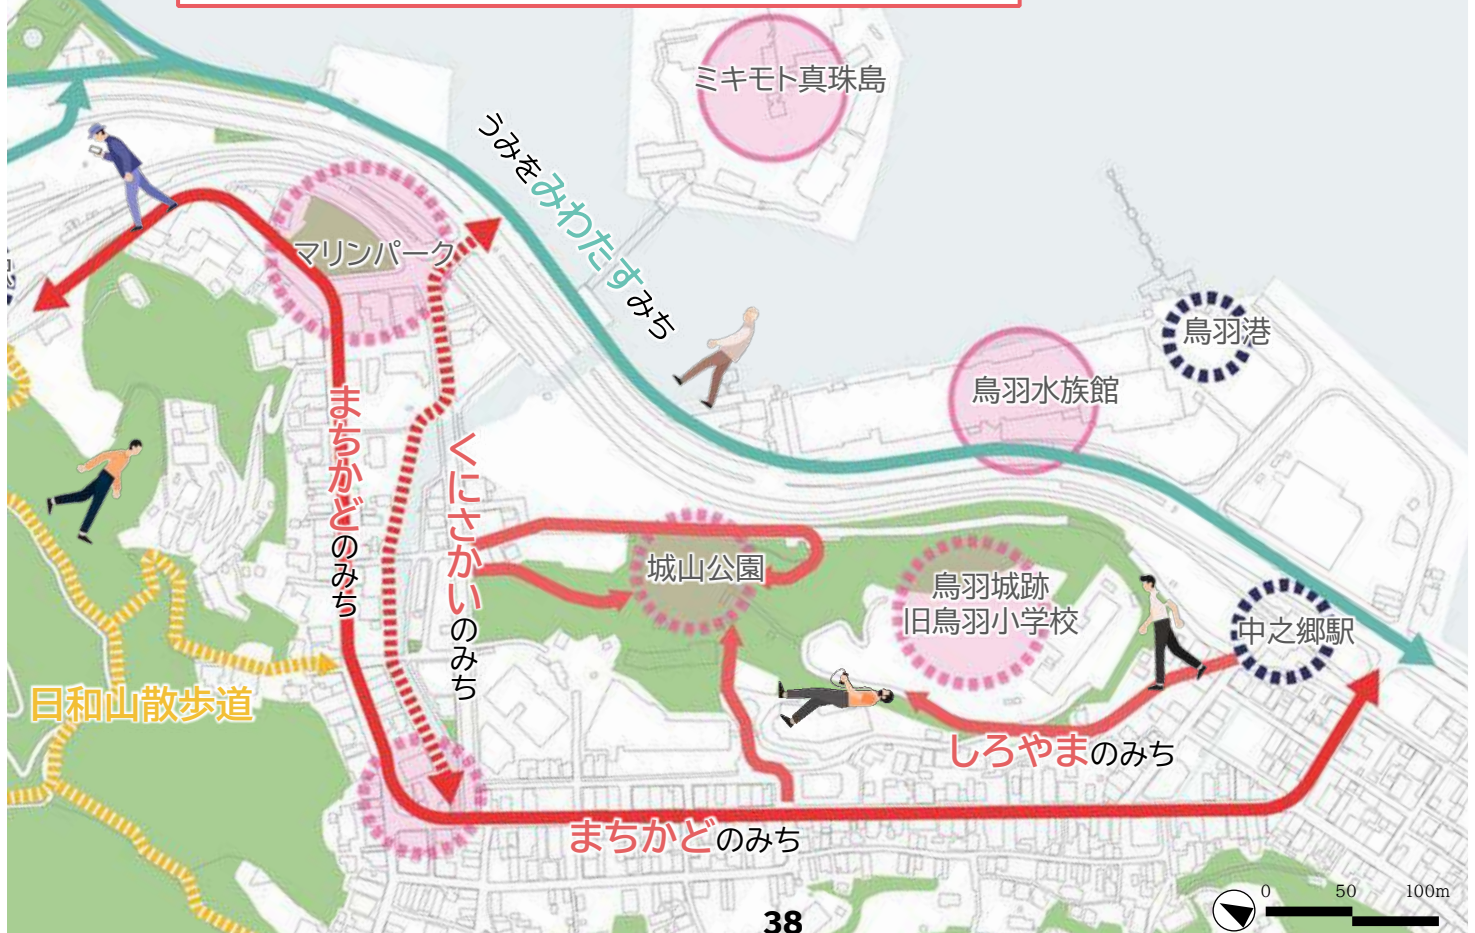 ミキモト真珠島
うみをみわたすみち
マリンパーク
鳥羽港
鳥羽水族館
まちかどのみち
くにさかいのみち
城山公園
鳥羽城跡
旧鳥羽小学校
中之郷駅
日和山散歩道
しろやまのみち
まちかどのみち
0 50 100m
38